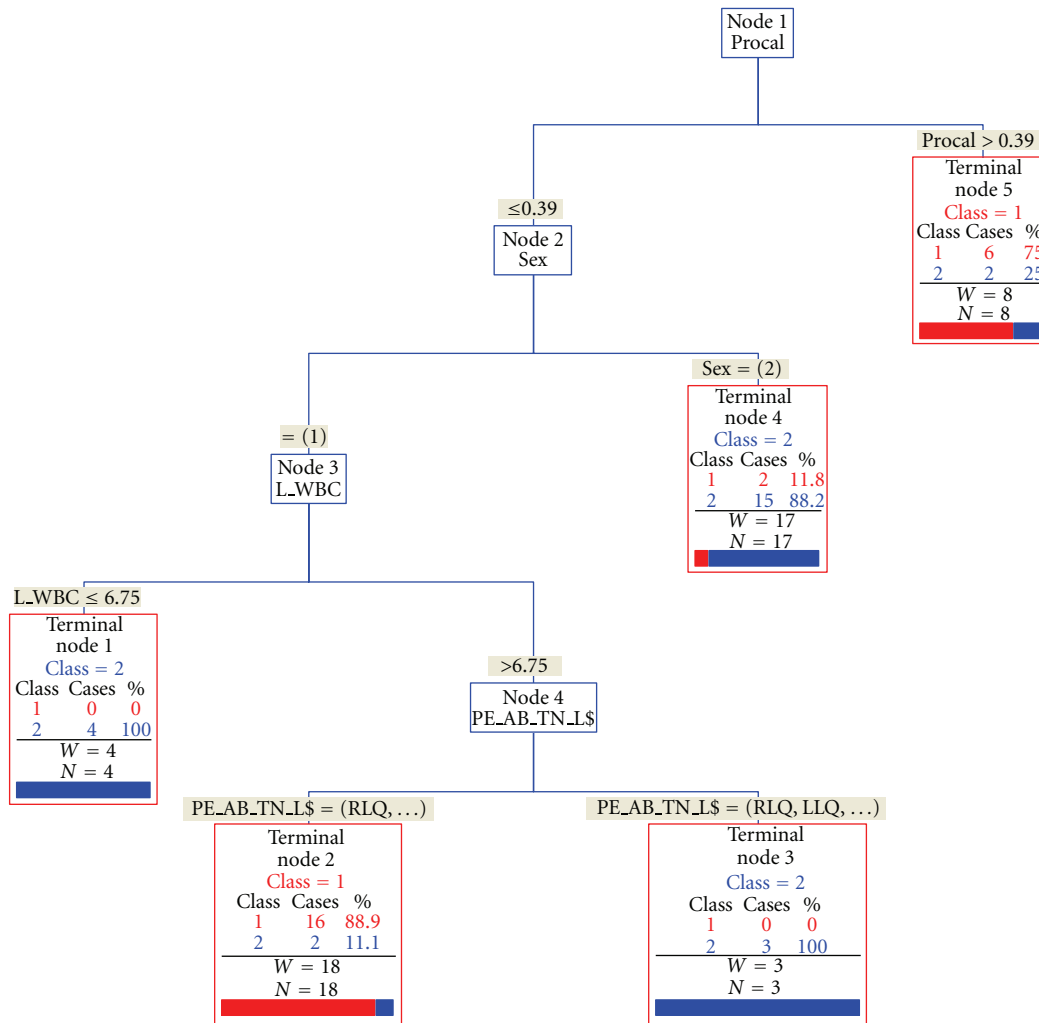 Node 1
Procal
Procal > 0.39
Terminal
node 5
Class = 1
Class Cases %
1 6 75
2 2 25
W = 8
N = 8
≤0.39
Node 2
Sex
Sex = (2)
Terminal
node 4
Class = 2
Class Cases %
1 2 11.8
2 15 88.2
W = 17
N = 17
= (1)
Node 3
L_WBC
L_WBC ≤ 6.75
Terminal
node 1
Class = 2
Class Cases %
1 0 0
2 4 100
W = 4
N = 4
>6.75
Node 4
PE_AB_TN_L$
PE_AB_TN_L$ = (RLQ, ...)
Terminal
node 2
Class = 1
Class Cases %
1 16 88.9
2 2 11.1
W = 18
N = 18
PE_AB_TN_L$ = (RLQ, LLQ, ...)
Terminal
node 3
Class = 2
Class Cases %
1 0 0
2 3 100
W = 3
N = 3